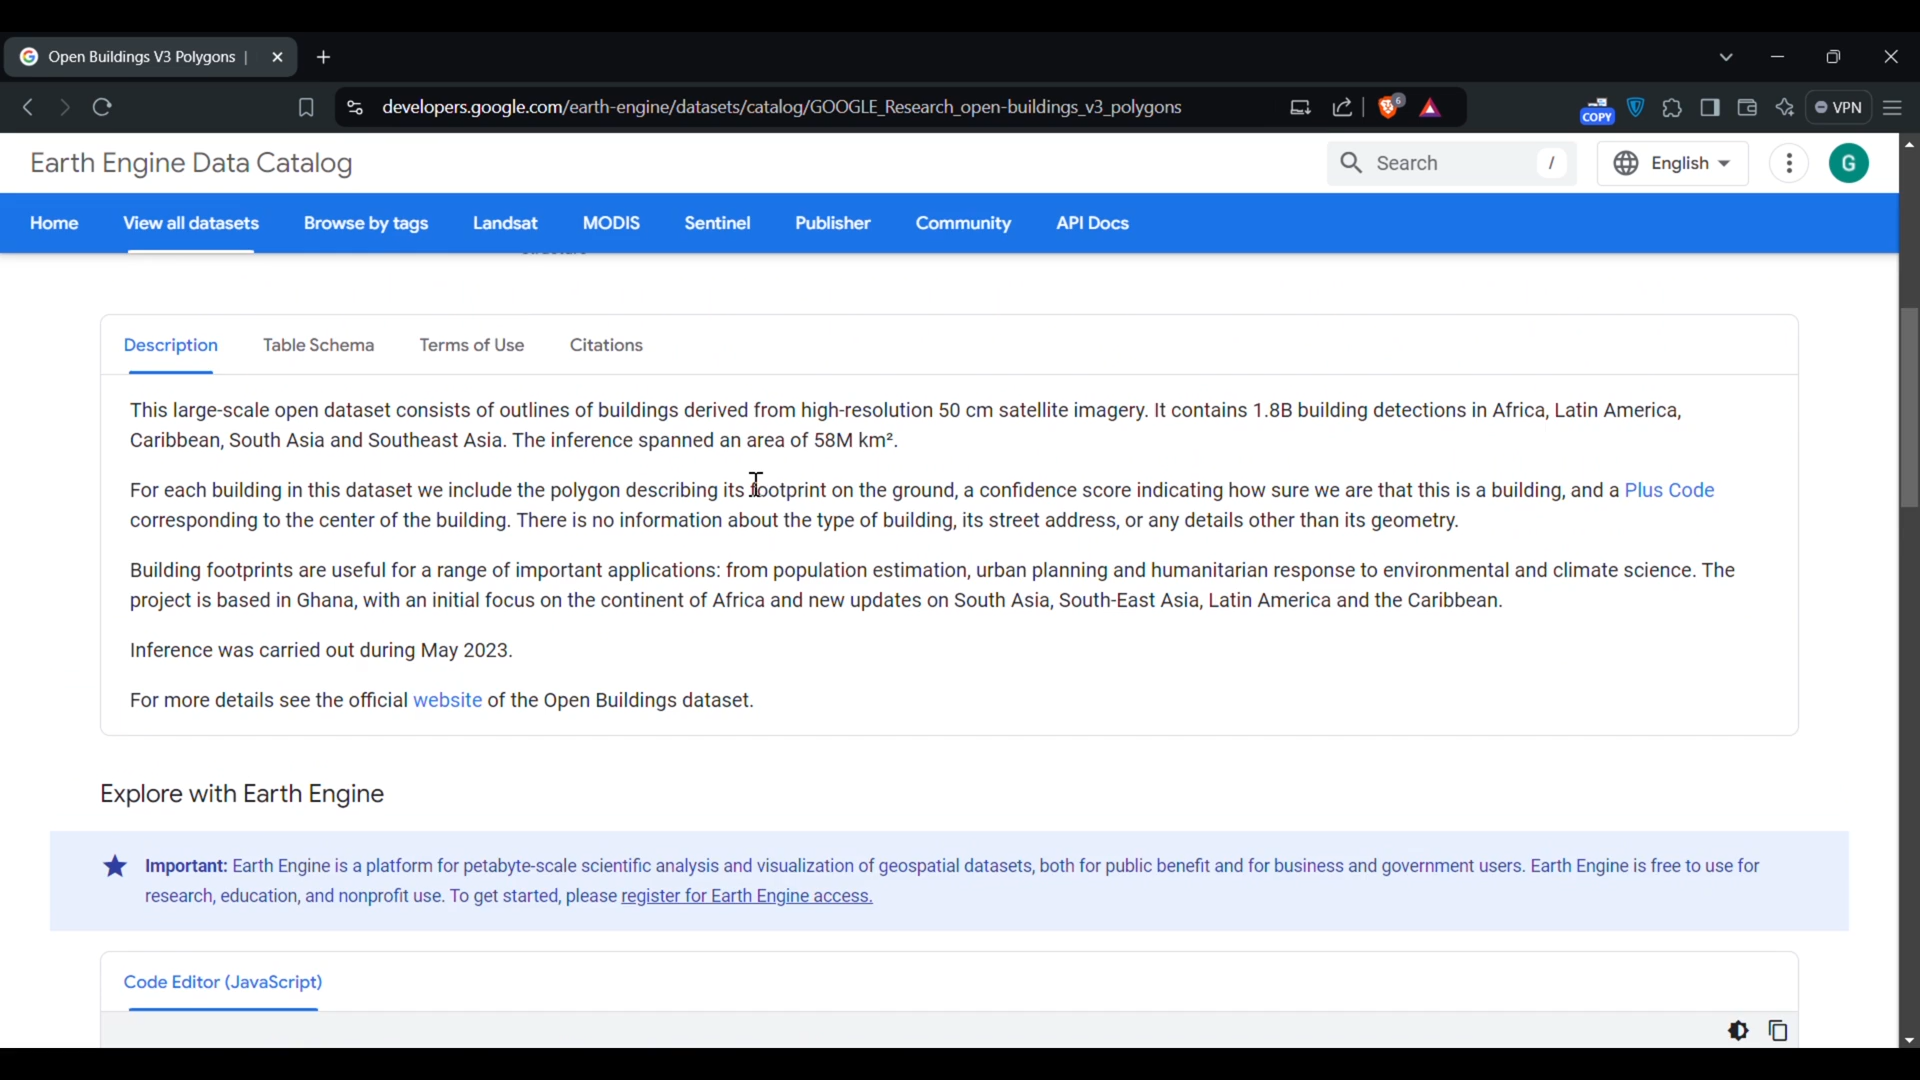 Open Buildings V3 Polygons |
developers.google.com/earth-engine/datasets/catalog/GOOGLE_Research_open-buildings_v3_polygons
6
COPY
VPN
Earth Engine Data Catalog
Search
/
English
G
Home
View all datasets
Browse by tags
Landsat
MODIS
Sentinel
Publisher
Community
API Docs
Description
Table Schema
Terms of Use
Citations
This large-scale open dataset consists of outlines of buildings derived from high-resolution 50 cm satellite imagery. It contains 1.8B building detections in Africa, Latin America,
Caribbean, South Asia and Southeast Asia. The inference spanned an area of 58M km².
For each building in this dataset we include the polygon describing its footprint on the ground, a confidence score indicating how sure we are that this is a building, and a Plus Code
corresponding to the center of the building. There is no information about the type of building, its street address, or any details other than its geometry.
Building footprints are useful for a range of important applications: from population estimation, urban planning and humanitarian response to environmental and climate science. The
project is based in Ghana, with an initial focus on the continent of Africa and new updates on South Asia, South-East Asia, Latin America and the Caribbean.
Inference was carried out during May 2023.
For more details see the official website of the Open Buildings dataset.
Explore with Earth Engine
Important: Earth Engine is a platform for petabyte-scale scientific analysis and visualization of geospatial datasets, both for public benefit and for business and government users. Earth Engine is free to use for
research, education, and nonprofit use. To get started, please register for Earth Engine access.
Code Editor (JavaScript)